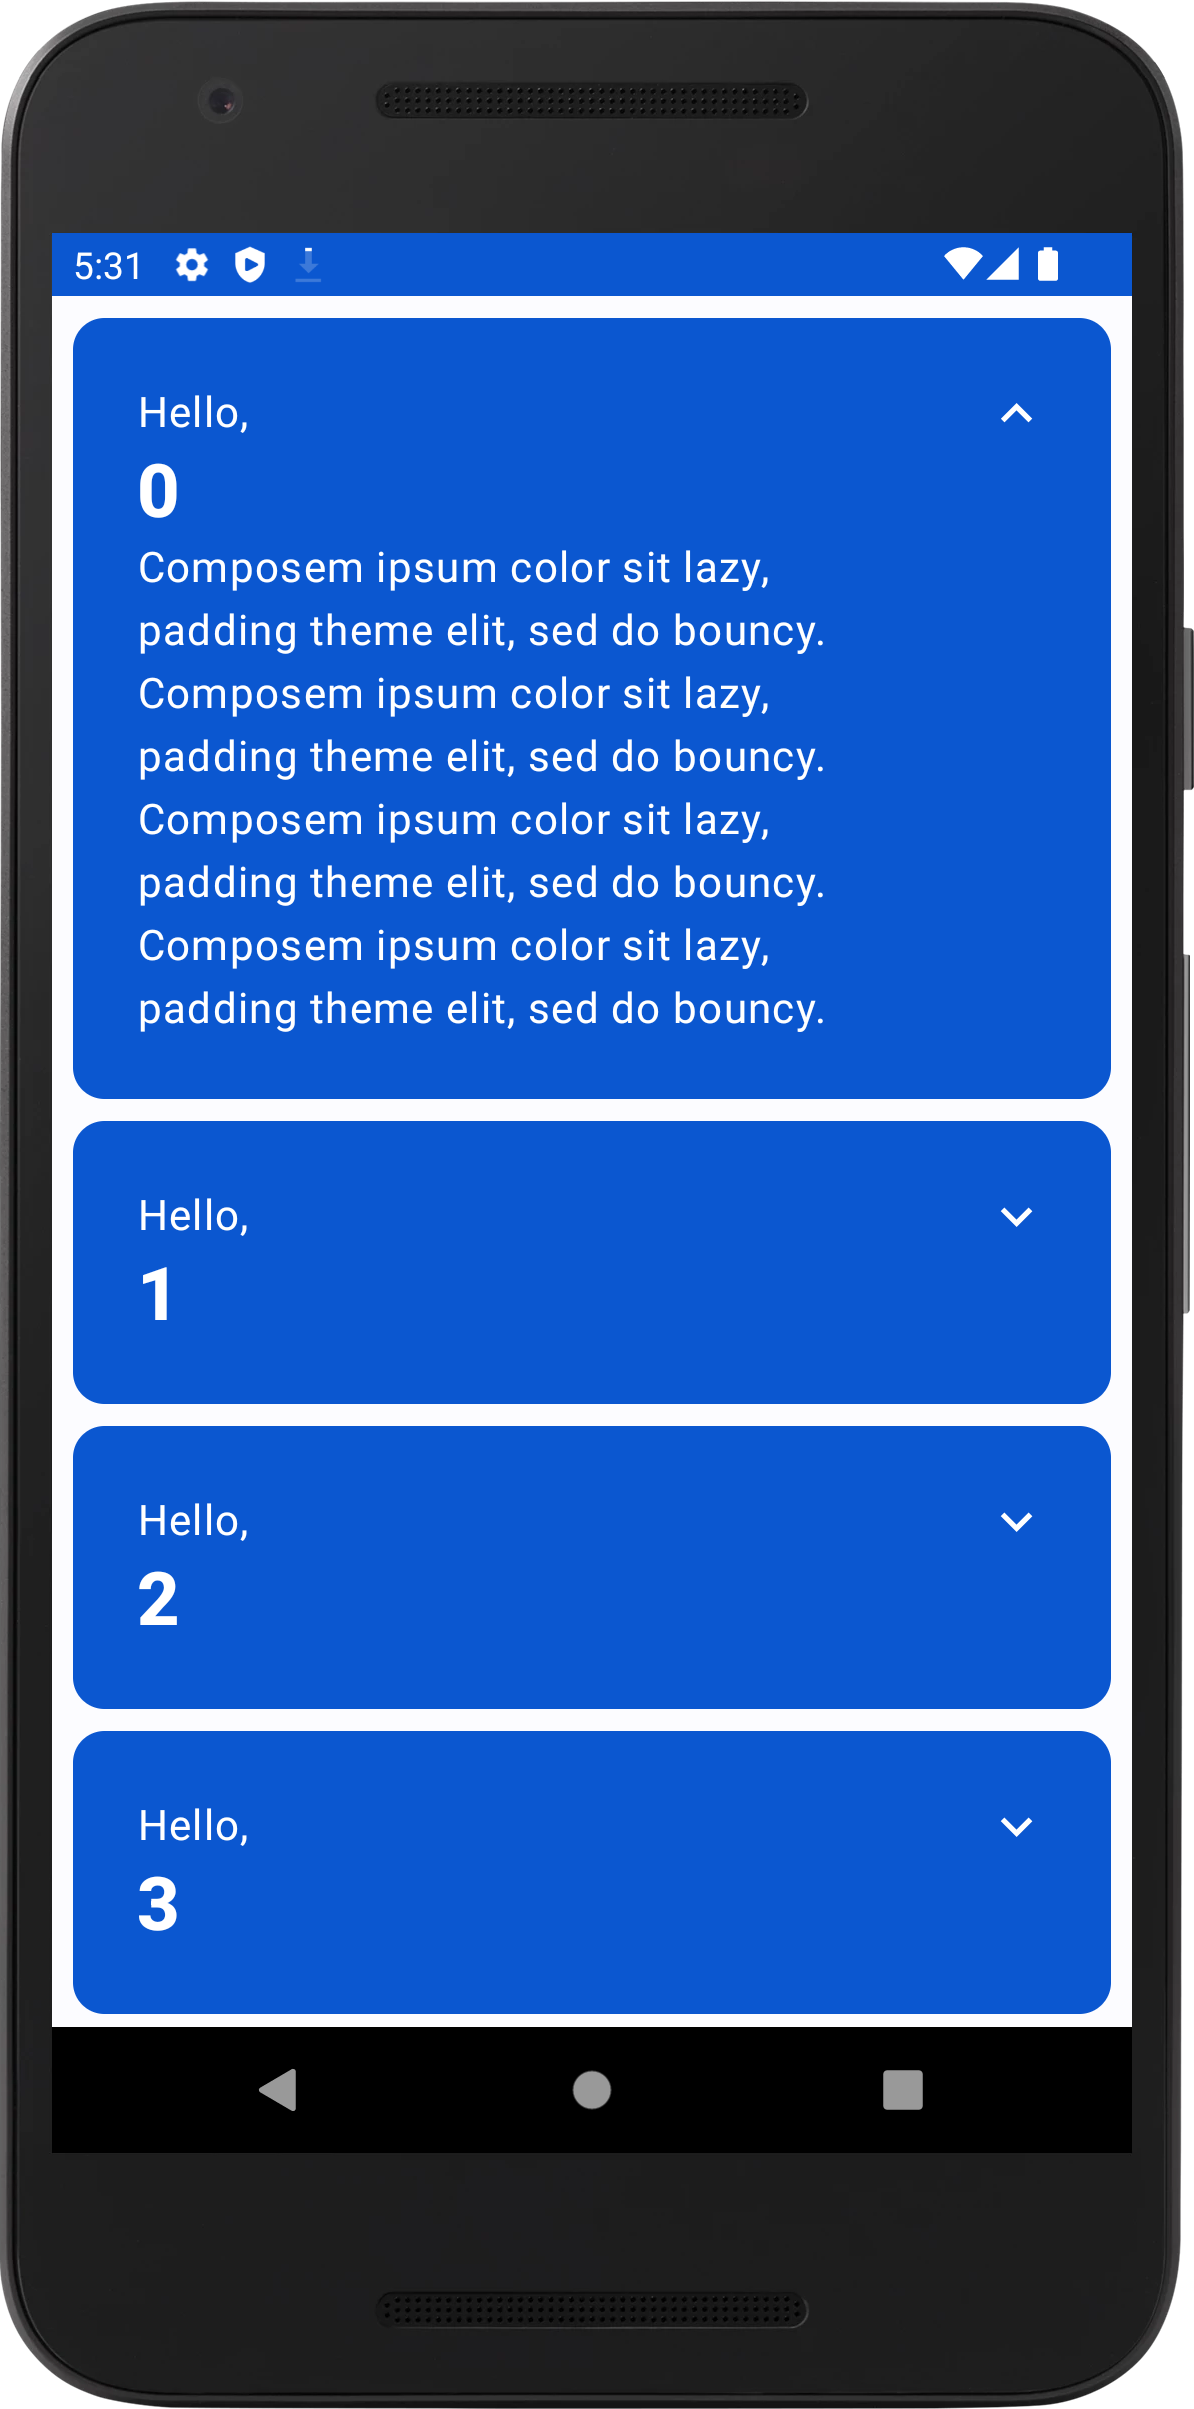 5:31
Hello,
0
Composem ipsum color sit lazy,
padding theme elit, sed do bouncy.
Composem ipsum color sit lazy,
padding theme elit, sed do bouncy.
Composem ipsum color sit lazy,
padding theme elit, sed do bouncy.
Composem ipsum color sit lazy,
padding theme elit, sed do bouncy.
Hello,
1
Hello,
2
Hello,
3